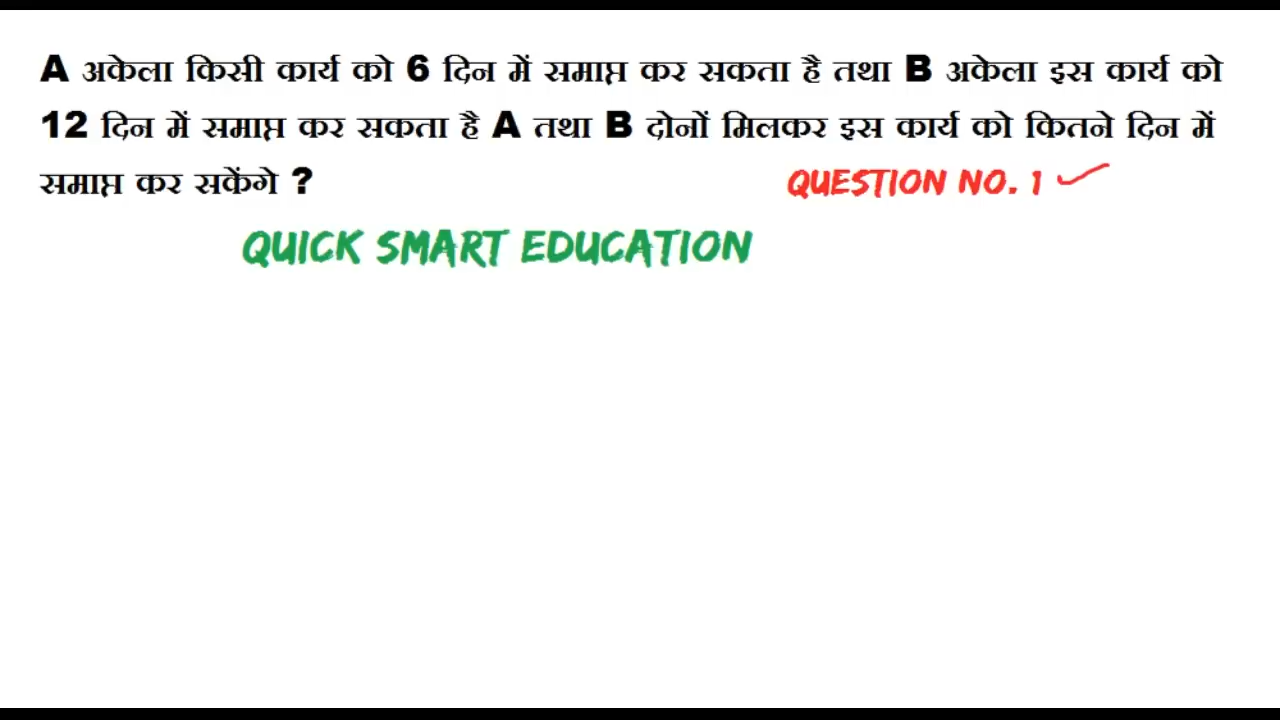 A अकेला किसी कार्य को 6 दिन में समाप्त कर सकता है तथा B अकेला इस कार्य को
12 दिन में समाप्त कर सकता है A तथा B दोनों मिलकर इस कार्य को कितने दिन में
समाप्त कर सकेंगे ?
QUESTION NO. 1
QUICK SMART EDUCATION